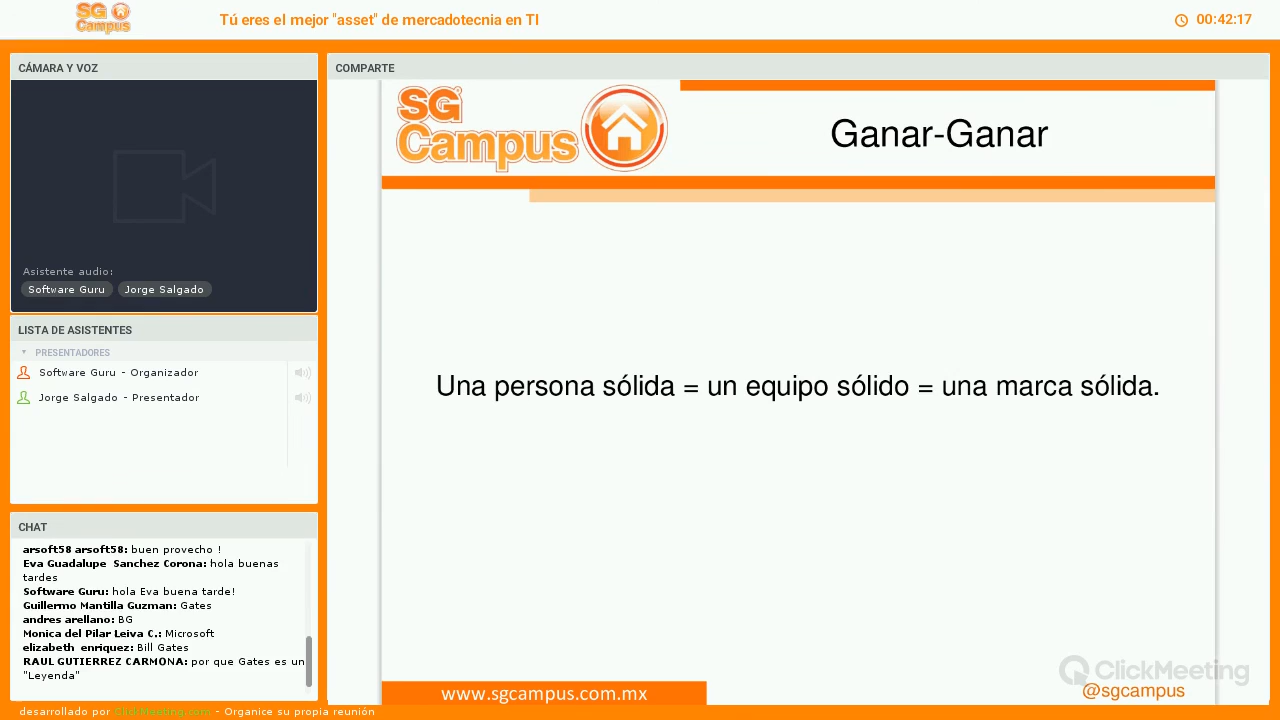 SG Campus
Tú eres el mejor "asset" de mercadotecnia en TI
00:42:17
CÁMARA Y VOZ
Asistente audio:
Software Guru Jorge Salgado
LISTA DE ASISTENTES
PRESENTADORES
Software Guru - Organizador
Jorge Salgado - Presentador
CHAT
arsoft58 arsoft58: buen provecho !
Eva Guadalupe Sanchez Corona: hola buenas
tardes
Software Guru: hola Eva buena tarde!
Guillermo Mantilla Guzman: Gates
andres arellano: BG
Monica del Pilar Leiva C.: Microsoft
elizabeth enriquez: Bill Gates
RAUL GUTIERREZ CARMONA: por que Gates es un
"Leyenda"
COMPARTE
SG
Campus
Ganar-Ganar
Una persona sólida = un equipo sólido = una marca sólida.
www.sgcampus.com.mx
ClickMeeting
@sgcampus
desarrollado por ClickMeeting.com - Organice su propia reunión